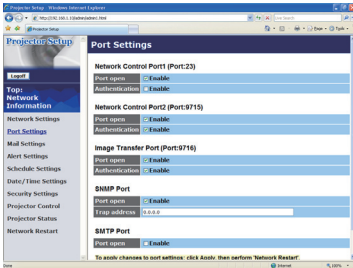 Projector Setup - Windows Internet Explorer
Live Search
Projector Setup
Page
Tools
Projector Setup
Logoff
Top:
Network
Information
Network Settings
Port Settings
Mail Settings
Alert Settings
Schedule Settings
Date/Time Settings
Security Settings
Projector Control
Projector Status
Network Restart
Port Settings
Network Control Port1 (Port:23)
Port open Enable
Authentication Enable
Network Control Port2 (Port:9715)
Port open Enable
Authentication Enable
Image Transfer Port (Port:9716)
Port open Enable
SNMP Port
Port open Enable
Trap address 0.0.0.0
SMTP Port
Port open Enable
To apply changes to port settings: click Apply, then perform 'Network Restart'.
Done
Internet
100%